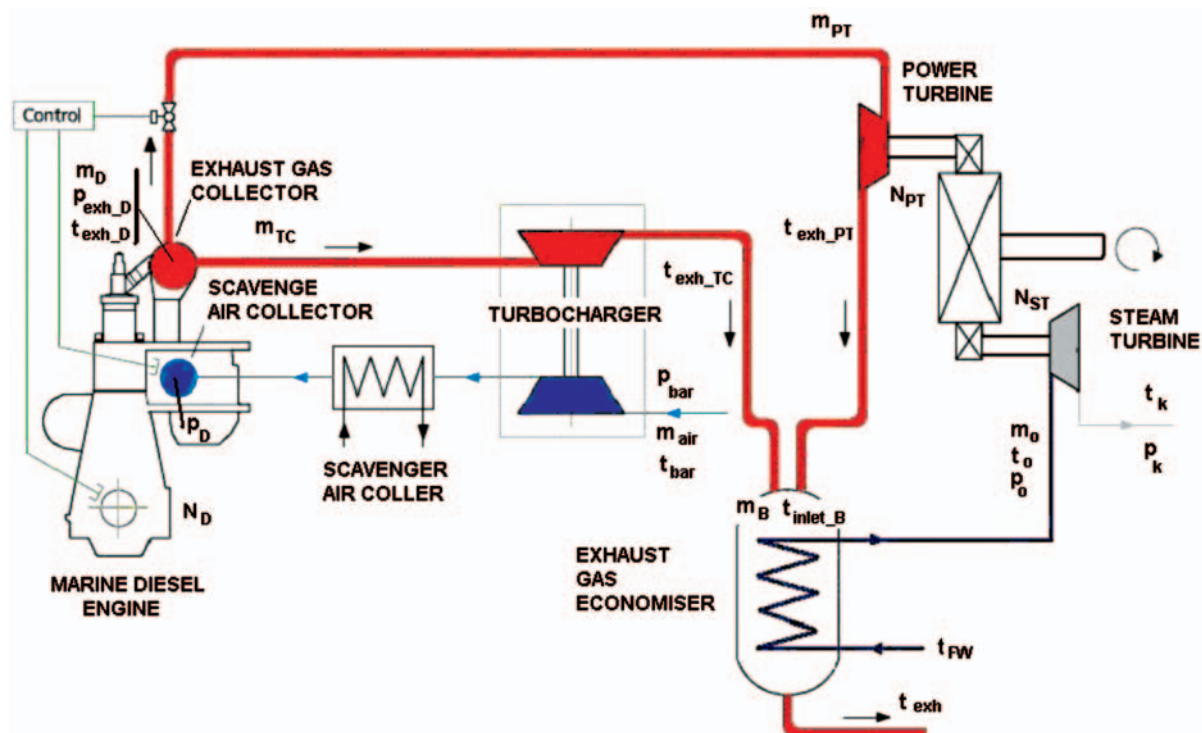 m_PT
POWER
TURBINE
Control
EXHAUST GAS
COLLECTOR
m_D
p_exh_D
t_exh_D
m_TC
N_PT
t_exh_PT
t_exh_TC
SCAVENGE
AIR COLLECTOR
TURBOCHARGER
N_ST
STEAM
TURBINE
p_D
p_bar
m_air
t_bar
t_k
p_k
m_o
t_o
p_o
SCAVENGER
AIR COLLER
N_D
m_B
t_inlet_B
EXHAUST
GAS
ECONOMISER
MARINE DIESEL
ENGINE
t_FW
t_exh